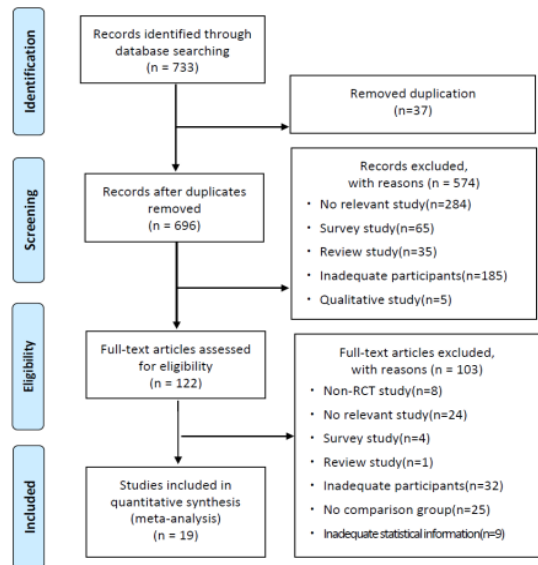 Identification
Records identified through
database searching
(n = 733)
Removed duplication
(n=37)
Screening
Records after duplicates
removed
(n = 696)
Records excluded,
with reasons (n = 574)
・ No relevant study(n=284)
・ Survey study(n=65)
・ Review study(n=35)
・ Inadequate participants(n=185)
・ Qualitative study(n=5)
Eligibility
Full-text articles assessed
for eligibility
(n = 122)
Full-text articles excluded,
with reasons (n = 103)
・ Non-RCT study(n=8)
・ No relevant study(n=24)
・ Survey study(n=4)
・ Review study(n=1)
・ Inadequate participants(n=32)
・ No comparison group(n=25)
・ Inadequate statistical information(n=9)
Included
Studies included in
quantitative synthesis
(meta-analysis)
(n = 19)